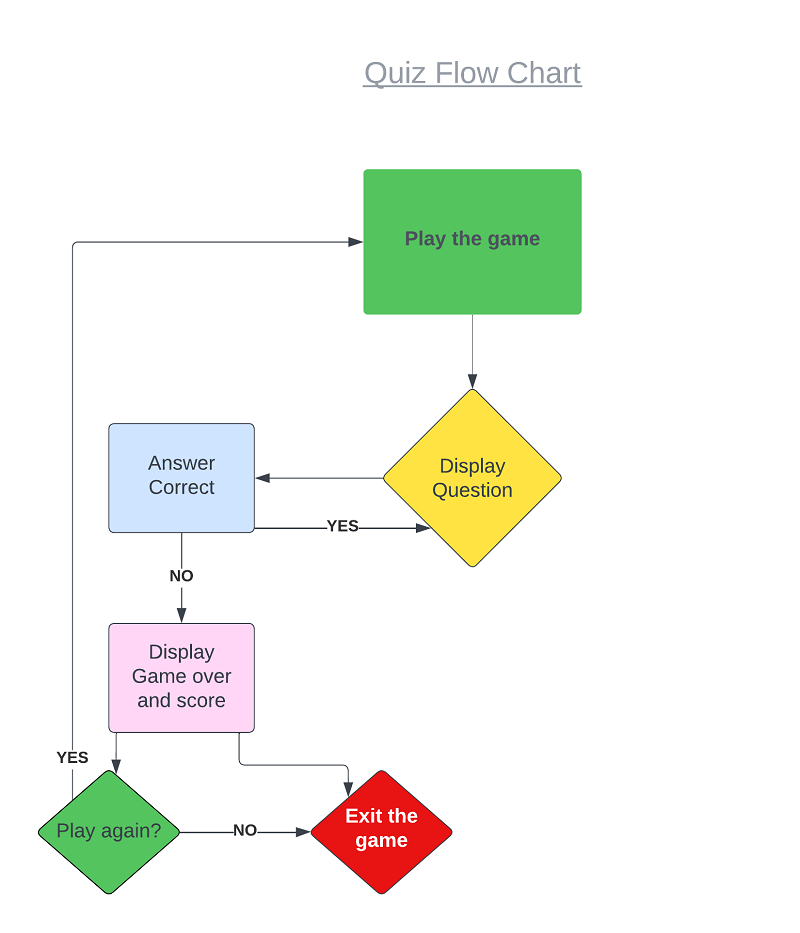 Quiz Flow Chart
Play the game
Display
Question
Answer
Correct
YES
NO
Display
Game over
and score
YES
Play again?
NO
Exit the
game